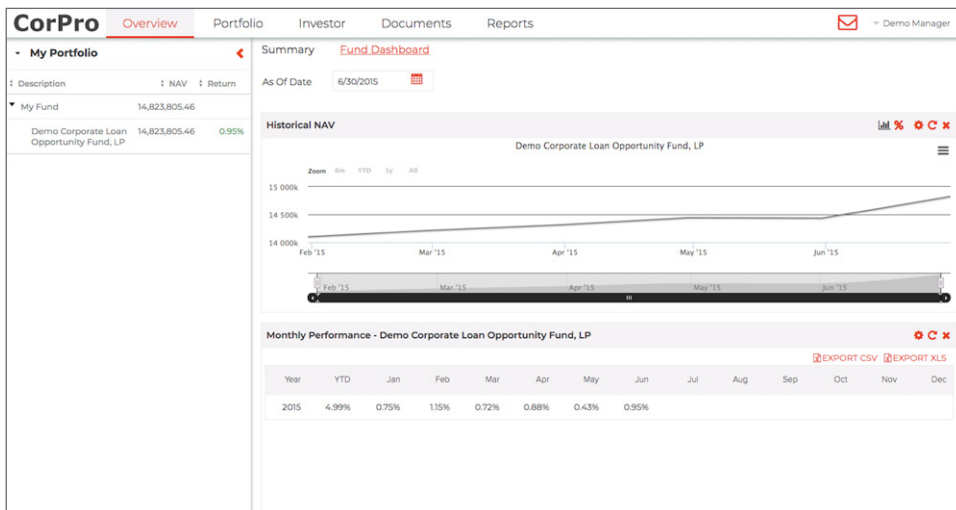 CorPro Overview Portfolio Investor Documents Reports Demo Manager
My Portfolio
Description NAV Return
My Fund 14,823,805.46
Demo Corporate Loan 14,823,805.46 0.95%
Opportunity Fund, LP
Summary Fund Dashboard
As Of Date 6/30/2015
Historical NAV %
Demo Corporate Loan Opportunity Fund, LP
Zoom 6m YTD 1y All
15 000k
14 500k
14 000k
Feb '15 Mar '15 Apr '15 May '15 Jun '15
Feb '15 Mar '15 Apr '15 May '15 Jun '15
Monthly Performance - Demo Corporate Loan Opportunity Fund, LP
EXPORT CSV EXPORT XLS
Year YTD Jan Feb Mar Apr May Jun Jul Aug Sep Oct Nov Dec
2015 4.99% 0.75% 1.15% 0.72% 0.88% 0.43% 0.95%